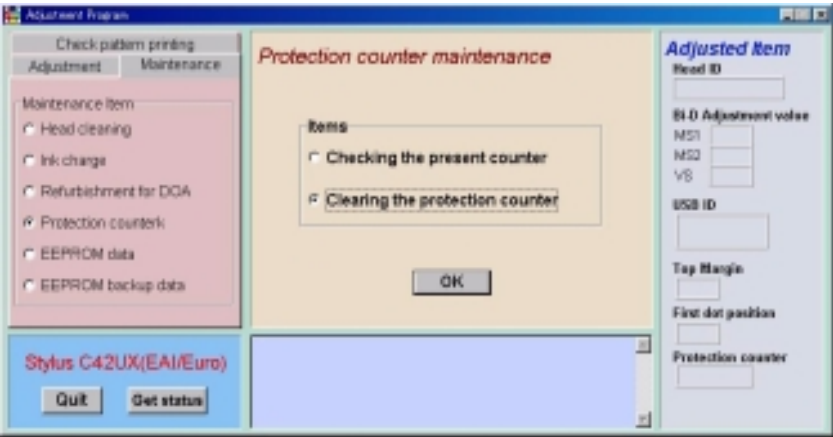 Adjustment Program
Check pattern printing
Adjustment
Maintenance
Maintenance Item
Head cleaning
Ink charge
Refurbishment for DOA
Protection counterk
EEPROM data
EEPROM backup data
Stylus C42UX(EAI/Euro)
Quit
Get status
Protection counter maintenance
Items
Checking the present counter
Clearing the protection counter
OK
Adjusted Item
Head ID
Bi-D Adjustment value
MS1
MS2
VS
USB ID
Top Margin
First dot position
Protection counter